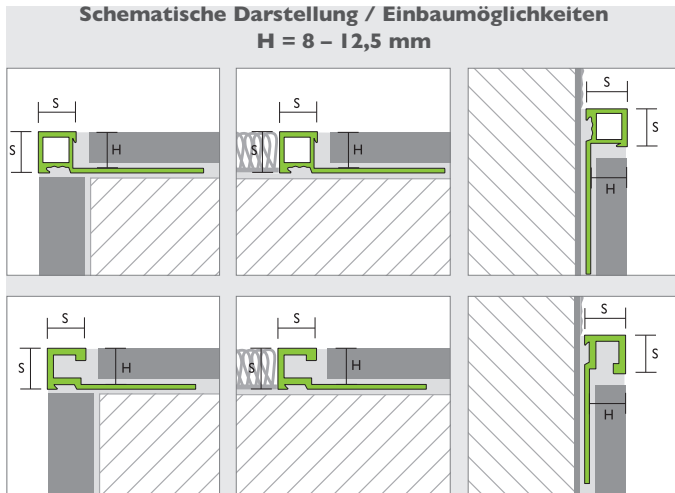 Schematische Darstellung / Einbaumöglichkeiten
H = 8 – 12,5 mm
S
S
H
S
S
H
S
S
H
S
S
H
S
S
H
S
S
H